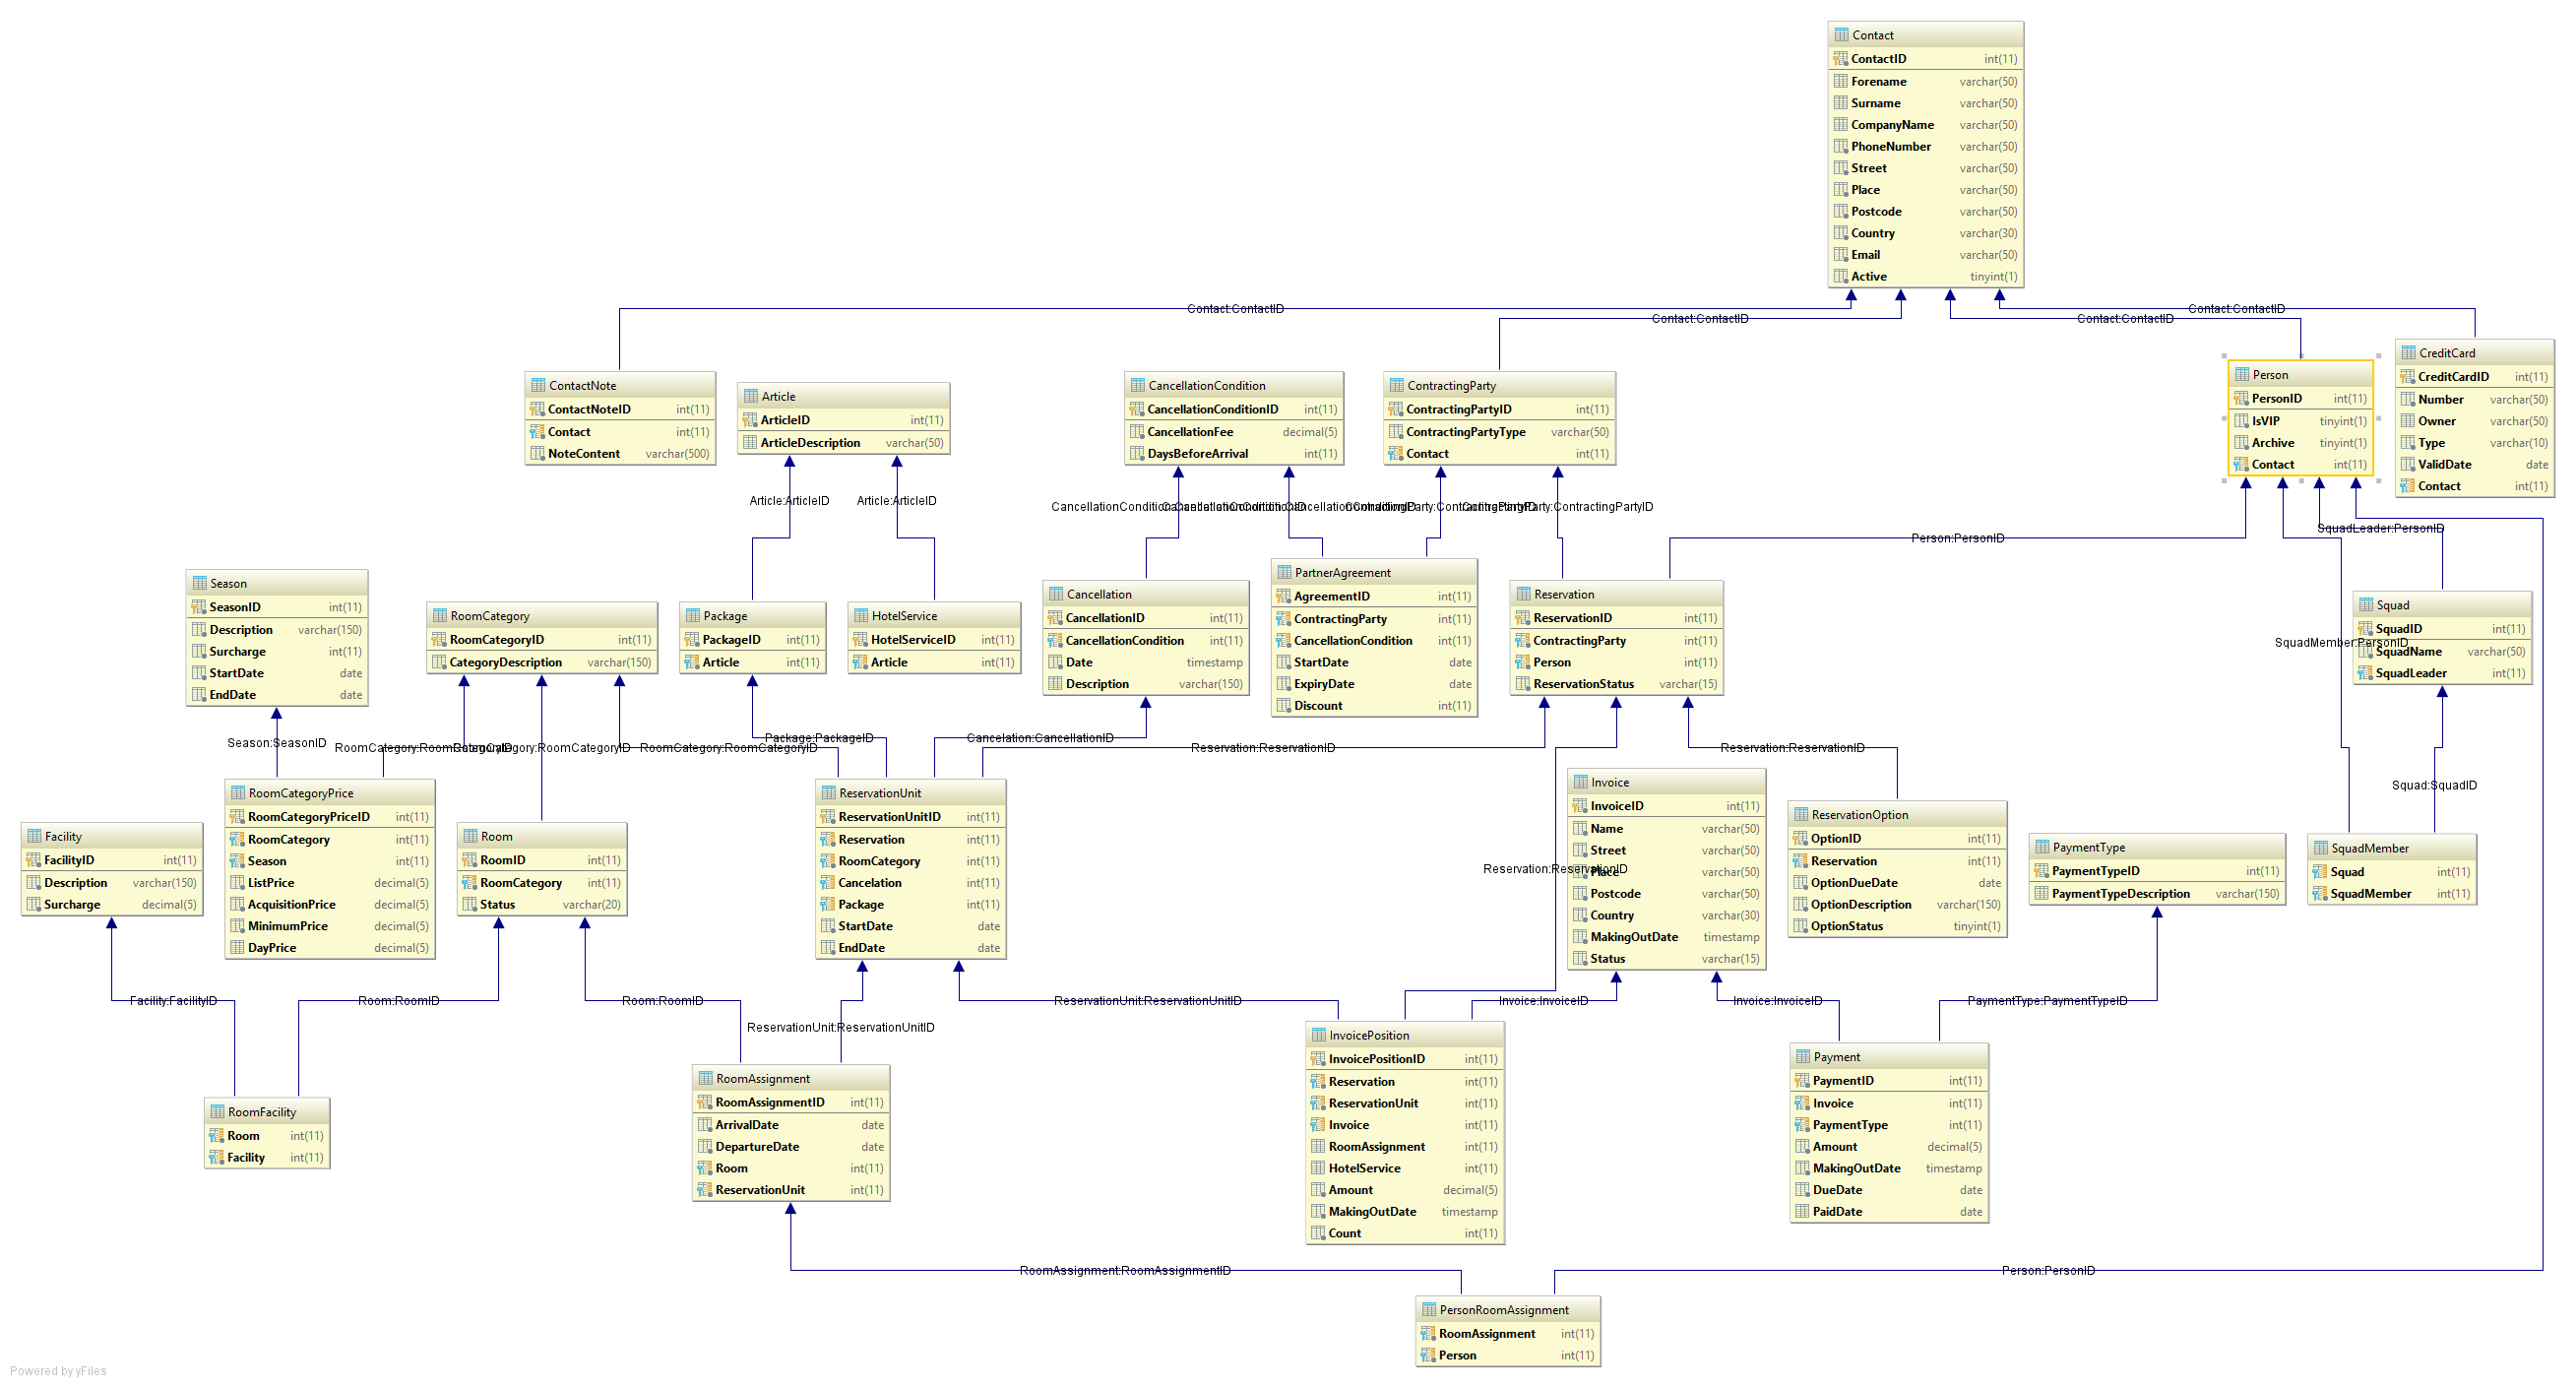 Contact
ContactID int(11)
Forename varchar(50)
Surname varchar(50)
CompanyName varchar(50)
PhoneNumber varchar(50)
Street varchar(50)
Place varchar(50)
Postcode varchar(50)
Country varchar(30)
Email varchar(50)
Active tinyint(1)
Contact:ContactID
Contact:ContactID
Contact:ContactID
Contact:ContactID
ContactNote
ContactNoteID int(11)
Contact int(11)
NoteContent varchar(500)
Article
ArticleID int(11)
ArticleDescription varchar(50)
CancellationCondition
CancellationConditionID int(11)
CancellationFee decimal(5)
DaysBeforeArrival int(11)
ContractingParty
ContractingPartyID int(11)
ContractingPartyType varchar(50)
Contact int(11)
Person
PersonID int(11)
IsVIP tinyint(1)
Archive tinyint(1)
Contact int(11)
CreditCard
CreditCardID int(11)
Number varchar(50)
Owner varchar(50)
Type varchar(10)
ValidDate date
Contact int(11)
Article:ArticleID
Article:ArticleID
CancellationCondition:CancellationConditionID
CancellationCondition:CancellationConditionID
ContractingParty:ContractingPartyID
ContractingParty:ContractingPartyID
Person:PersonID
SquadLeader:PersonID
SquadMember:PersonID
Season
SeasonID int(11)
Description varchar(150)
Surcharge int(11)
StartDate date
EndDate date
RoomCategory
RoomCategoryID int(11)
CategoryDescription varchar(150)
Package
PackageID int(11)
Article int(11)
HotelService
HotelServiceID int(11)
Article int(11)
Cancellation
CancellationID int(11)
CancellationCondition int(11)
Date timestamp
Description varchar(150)
PartnerAgreement
AgreementID int(11)
ContractingParty int(11)
CancellationCondition int(11)
StartDate date
ExpiryDate date
Discount int(11)
Reservation
ReservationID int(11)
ContractingParty int(11)
Person int(11)
ReservationStatus varchar(15)
Squad
SquadID int(11)
SquadName varchar(50)
SquadLeader int(11)
Season:SeasonID
RoomCategory:RoomCategoryID
RoomCategory:RoomCategoryID
RoomCategory:RoomCategoryID
Package:PackageID
Cancelation:CancellationID
Reservation:ReservationID
Reservation:ReservationID
Reservation:ReservationID
Squad:SquadID
Facility
FacilityID int(11)
Description varchar(150)
Surcharge decimal(5)
RoomCategoryPrice
RoomCategoryPriceID int(11)
RoomCategory int(11)
Season int(11)
ListPrice decimal(5)
AcquisitionPrice decimal(5)
MinimumPrice decimal(5)
DayPrice decimal(5)
Room
RoomID int(11)
RoomCategory int(11)
Status varchar(20)
ReservationUnit
ReservationUnitID int(11)
Reservation int(11)
RoomCategory int(11)
Cancelation int(11)
Package int(11)
StartDate date
EndDate date
Invoice
InvoiceID int(11)
Name varchar(50)
Street varchar(50)
Place varchar(50)
Postcode varchar(50)
Country varchar(30)
MakingOutDate timestamp
Status varchar(15)
ReservationOption
OptionID int(11)
Reservation int(11)
OptionDueDate date
OptionDescription varchar(150)
OptionStatus tinyint(1)
PaymentType
PaymentTypeID int(11)
PaymentTypeDescription varchar(150)
SquadMember
Squad int(11)
SquadMember int(11)
Facility:FacilityID
Room:RoomID
Room:RoomID
ReservationUnit:ReservationUnitID
ReservationUnit:ReservationUnitID
Invoice:InvoiceID
Invoice:InvoiceID
PaymentType:PaymentTypeID
RoomFacility
Room int(11)
Facility int(11)
RoomAssignment
RoomAssignmentID int(11)
ArrivalDate date
DepartureDate date
Room int(11)
ReservationUnit int(11)
InvoicePosition
InvoicePositionID int(11)
Reservation int(11)
ReservationUnit int(11)
Invoice int(11)
RoomAssignment int(11)
HotelService int(11)
Amount decimal(5)
MakingOutDate timestamp
Count int(11)
Payment
PaymentID int(11)
Invoice int(11)
PaymentType int(11)
Amount decimal(5)
MakingOutDate timestamp
DueDate date
PaidDate date
RoomAssignment:RoomAssignmentID
Person:PersonID
PersonRoomAssignment
RoomAssignment int(11)
Person int(11)
Powered by yFiles